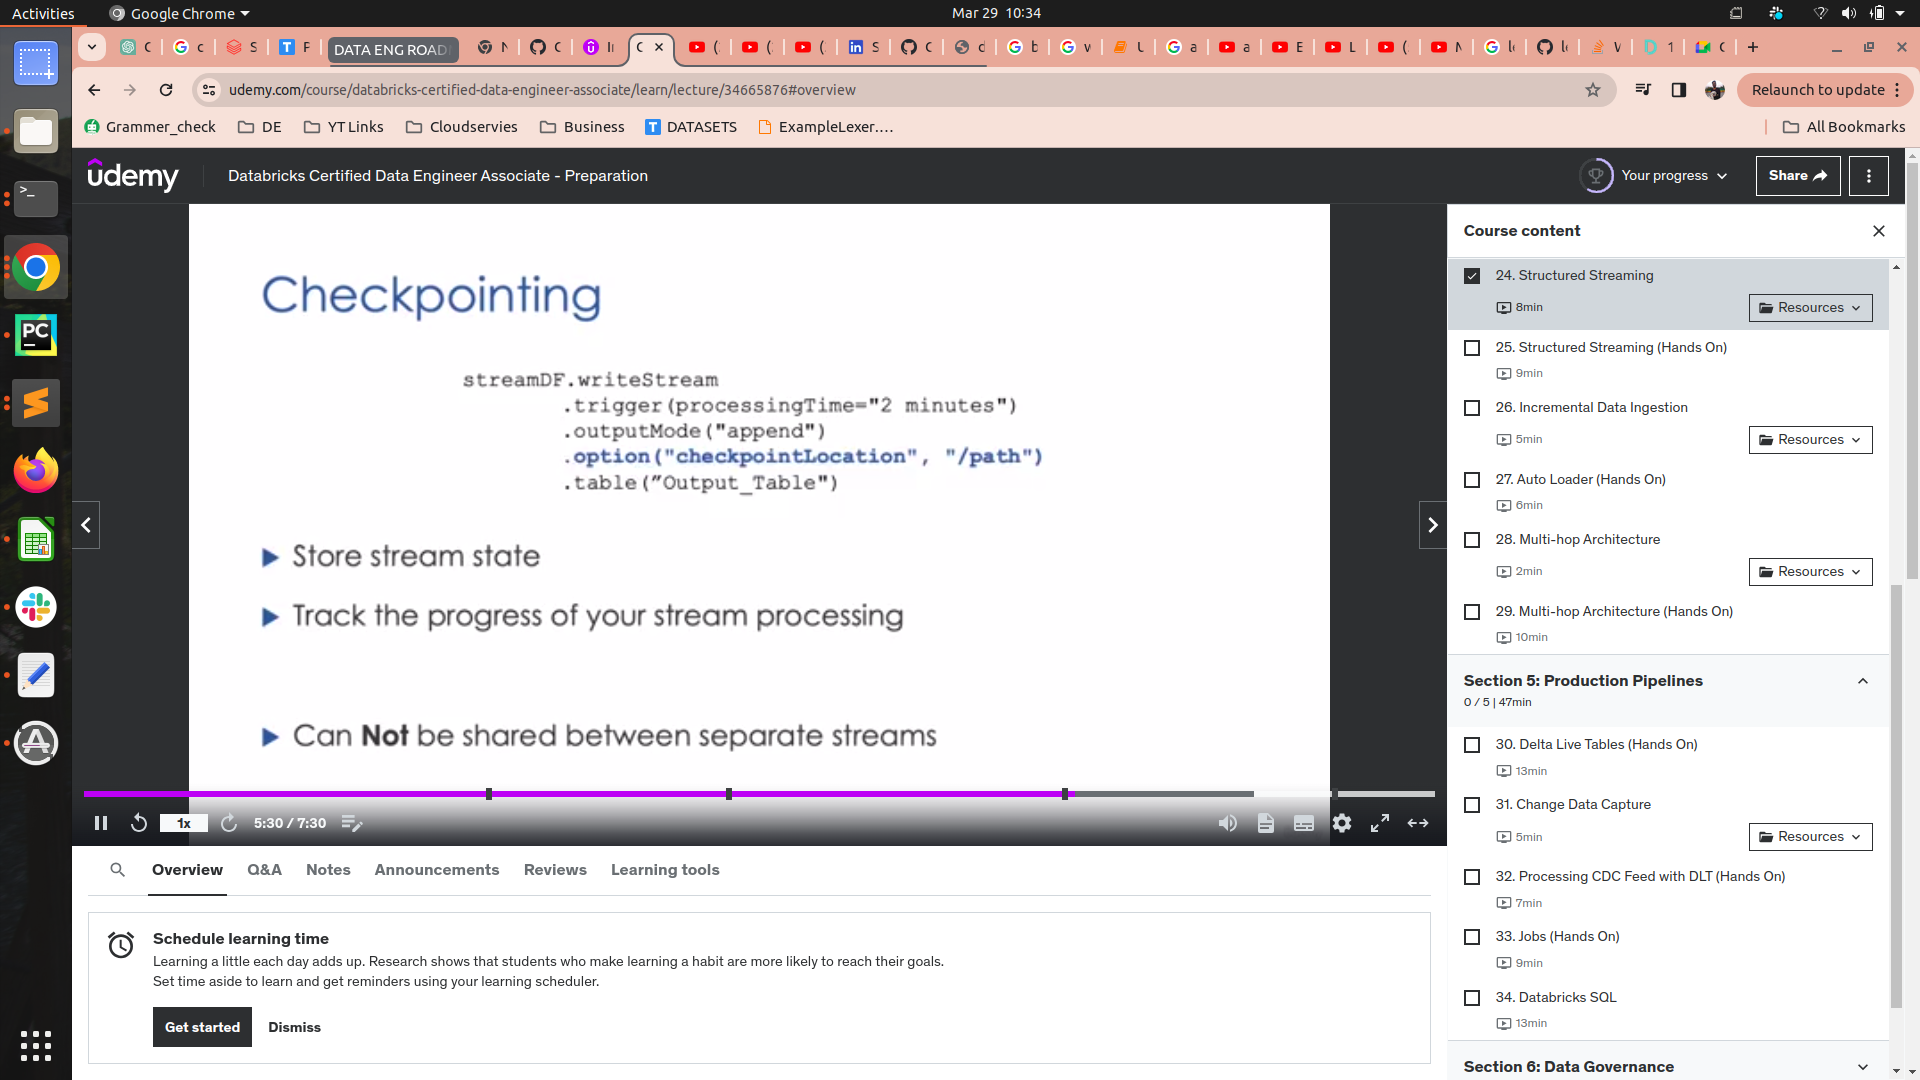 Activities
Google Chrome
Mar 29 10:34
DATA ENG ROADI
udemy.com/course/databricks-certified-data-engineer-associate/learn/lecture/34665876#overview
Relaunch to update
Grammer_check
DE
YT Links
Cloudservies
Business
DATASETS
ExampleLexer....
All Bookmarks
udemy
Databricks Certified Data Engineer Associate - Preparation
Your progress
Share
Checkpointing
streamDF.writeStream
.trigger(processingTime="2 minutes")
.outputMode("append")
.option("checkpointLocation", "/path")
.table(”Output_Table")
Store stream state
Track the progress of your stream processing
Can Not be shared between separate streams
1x
5:30 / 7:30
Course content
24. Structured Streaming
8min
Resources
25. Structured Streaming (Hands On)
9min
26. Incremental Data Ingestion
5min
Resources
27. Auto Loader (Hands On)
6min
28. Multi-hop Architecture
2min
Resources
29. Multi-hop Architecture (Hands On)
10min
Section 5: Production Pipelines
0 / 5 | 47min
30. Delta Live Tables (Hands On)
13min
31. Change Data Capture
5min
Resources
32. Processing CDC Feed with DLT (Hands On)
7min
33. Jobs (Hands On)
9min
34. Databricks SQL
13min
Section 6: Data Governance
Overview
Q&A
Notes
Announcements
Reviews
Learning tools
Schedule learning time
Learning a little each day adds up. Research shows that students who make learning a habit are more likely to reach their goals.
Set time aside to learn and get reminders using your learning scheduler.
Get started
Dismiss